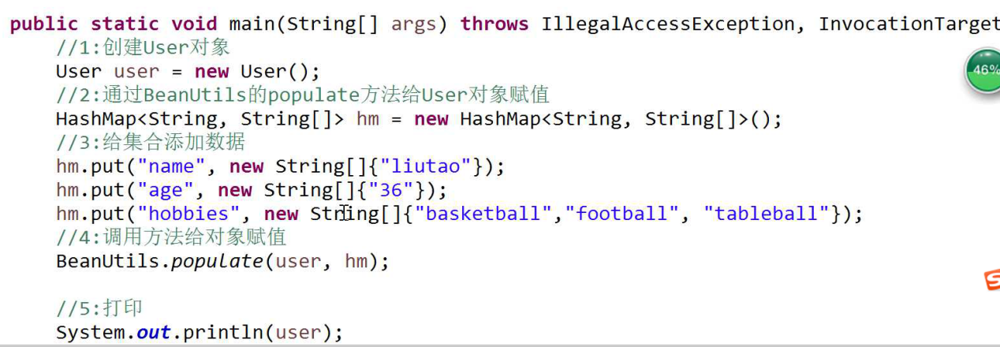 public static void main(String[] args) throws IllegalAccessException, InvocationTarget
//1:创建User对象
User user = new User();
//2:通过BeanUtils的populate方法给User对象赋值
HashMap<String, String[]> hm = new HashMap<String, String[]>();
//3:给集合添加数据
hm.put("name", new String[]{"liutao"});
hm.put("age", new String[]{"36"});
hm.put("hobbies", new String[]{"basketball","football", "tableball"});
//4:调用方法给对象赋值
BeanUtils.populate(user, hm);
//5:打印
System.out.println(user);
46%